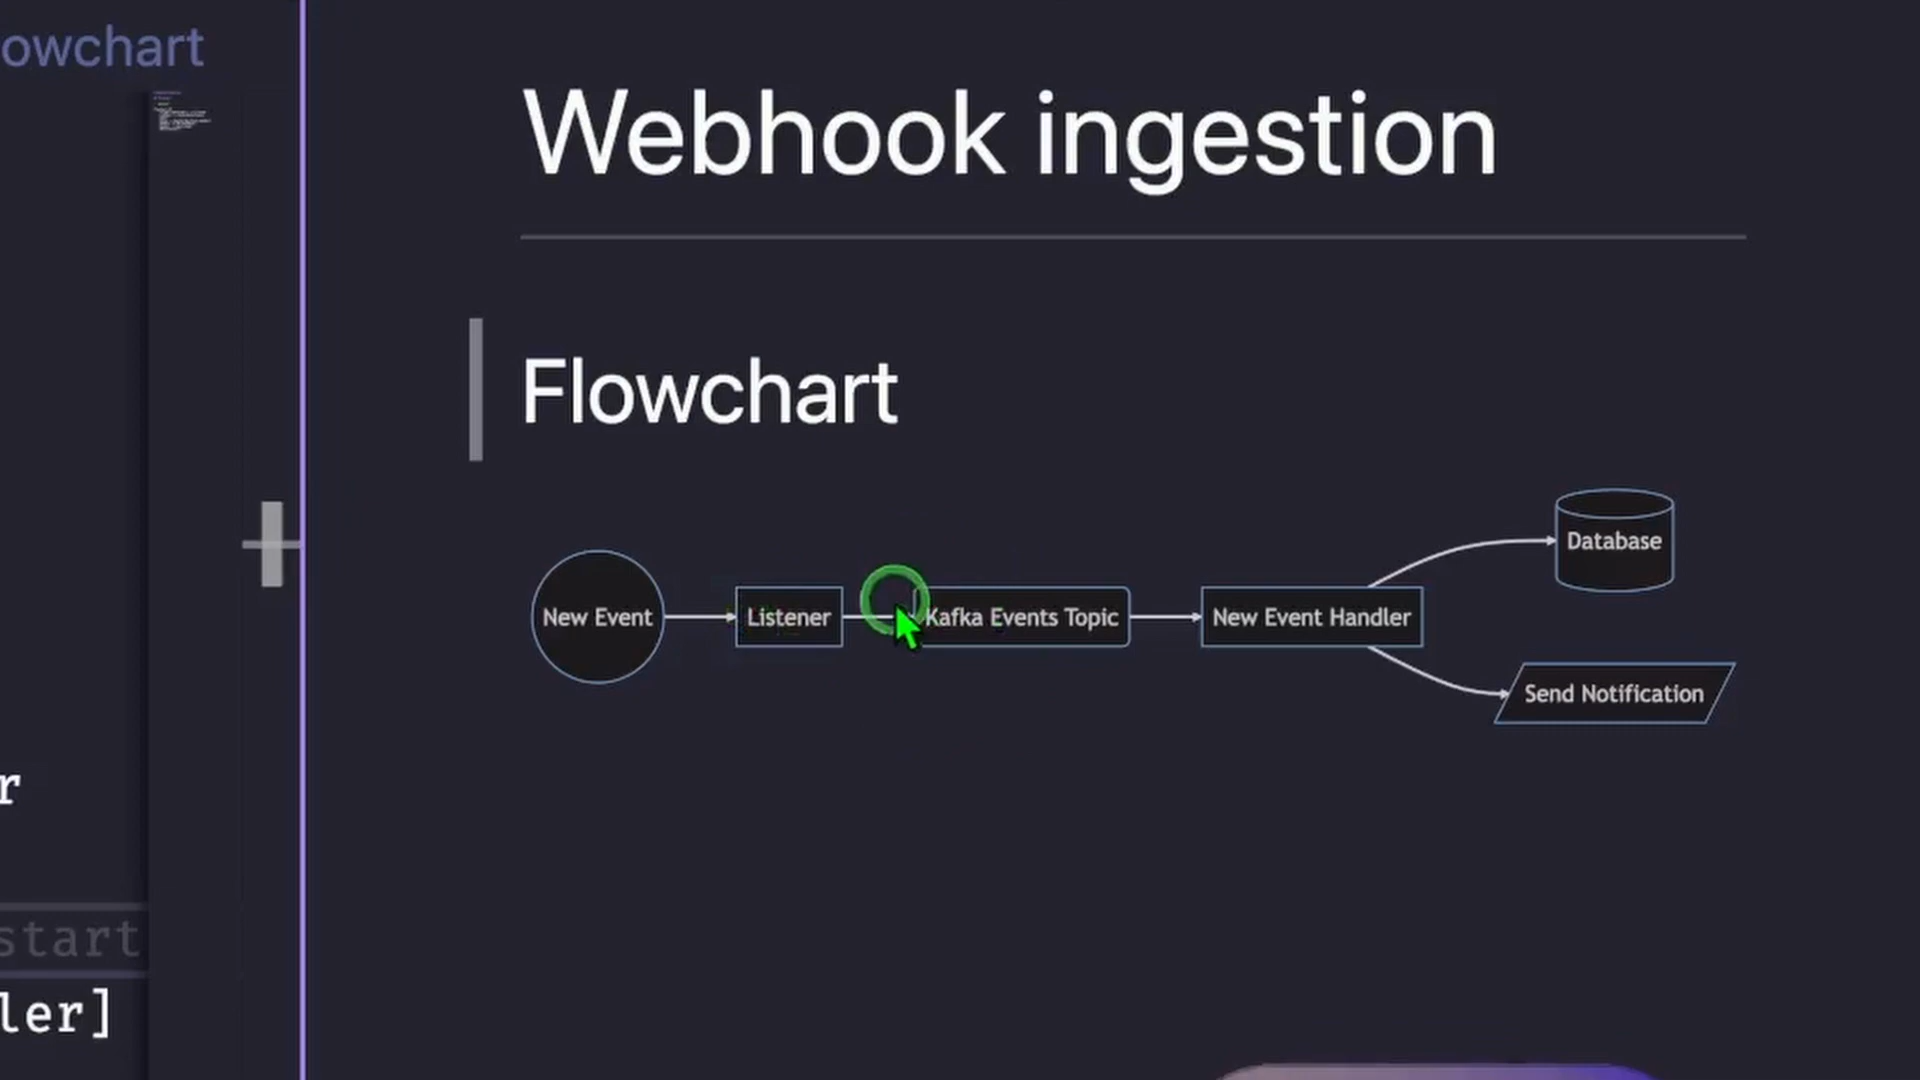 owchart
Webhook ingestion
Flowchart
New Event
Listener
Kafka Events Topic
New Event Handler
Database
Send Notification
r
start
ler]